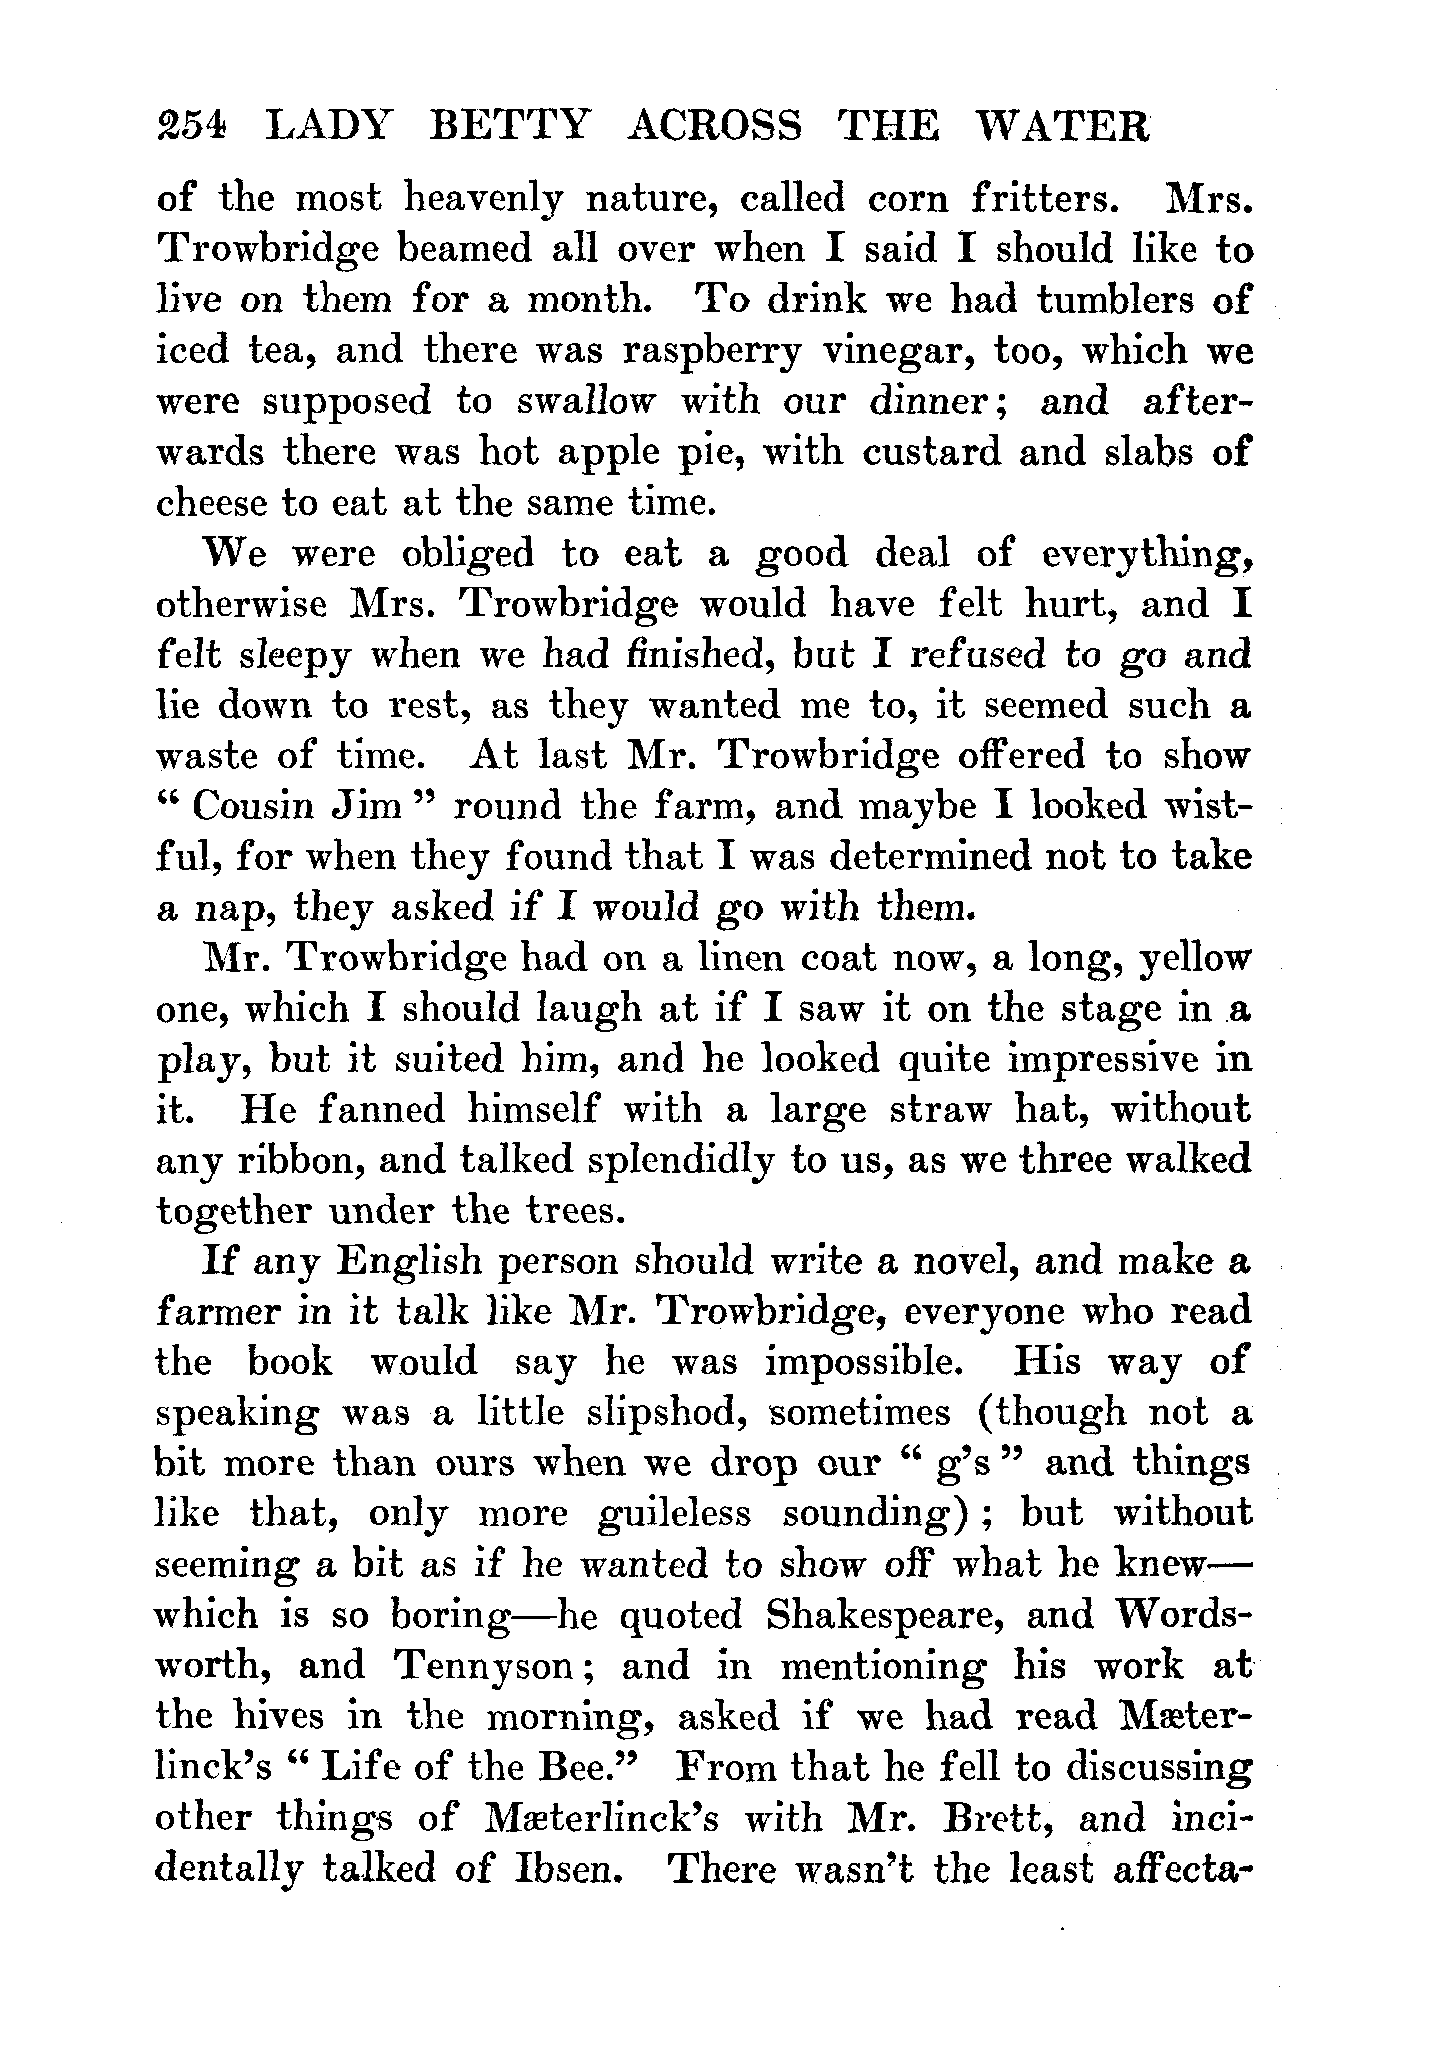 254 LADY BETTY ACROSS THE WATER
of the most heavenly nature, called corn fritters. Mrs.
Trowbridge beamed all over when I said I should like to
live on them for a month. To drink we had tumblers of
iced tea, and there was raspberry vinegar, too, which we
were supposed to swallow with our dinner; and after-
wards there was hot apple pie, with custard and slabs of
cheese to eat at the same time.
We were obliged to eat a good deal of everything,
otherwise Mrs. Trowbridge would have felt hurt, and I
felt sleepy when we had finished, but I refused to go and
lie down to rest, as they wanted me to, it seemed such a
waste of time. At last Mr. Trowbridge offered to show
“ Cousin Jim ” round the farm, and maybe I looked wist-
ful, for when they found that I was determined not to take
a nap, they asked if I would go with them.
Mr. Trowbridge had on a linen coat now, a long, yellow
one, which I should laugh at if I saw it on the stage in a
play, but it suited him, and he looked quite impressive in
it. He fanned himself with a large straw hat, without
any ribbon, and talked splendidly to us, as we three walked
together under the trees.
If any English person should write a novel, and make a
farmer in it talk like Mr. Trowbridge, everyone who read
the book would say he was impossible. His way of
speaking was a little slipshod, sometimes (though not a
bit more than ours when we drop our “ g’s ” and things
like that, only more guileless sounding) ; but without
seeming a bit as if he wanted to show off what he knew—
which is so boring—he quoted Shakespeare, and Words-
worth, and Tennyson; and in mentioning his work at
the hives in the morning, asked if we had read Mæter-
linck’s “ Life of the Bee.” From that he fell to discussing
other things of Mæterlinck’s with Mr. Brett, and inci-
dentally talked of Ibsen. There wasn’t the least affecta-